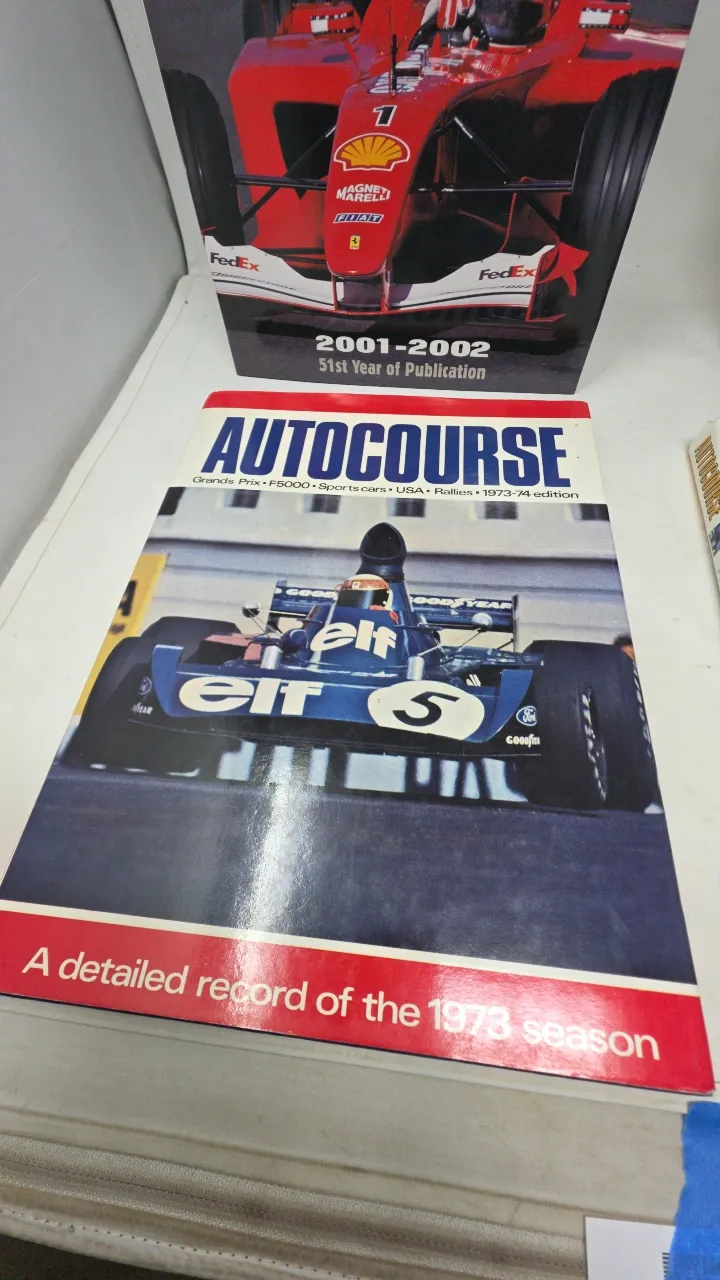 1
MAGNETI
MARELLI
FIAT
FedEx
FedEx
2001-2002
51st Year of Publication
AUTOCOURSE
Grands Prix • F5000 • Sports cars • USA • Rallies • 1973-74 edition
AUTOCOURSE
GOODYEAR
elf
elf
5
GOODYEAR
A detailed record of the 1973 season